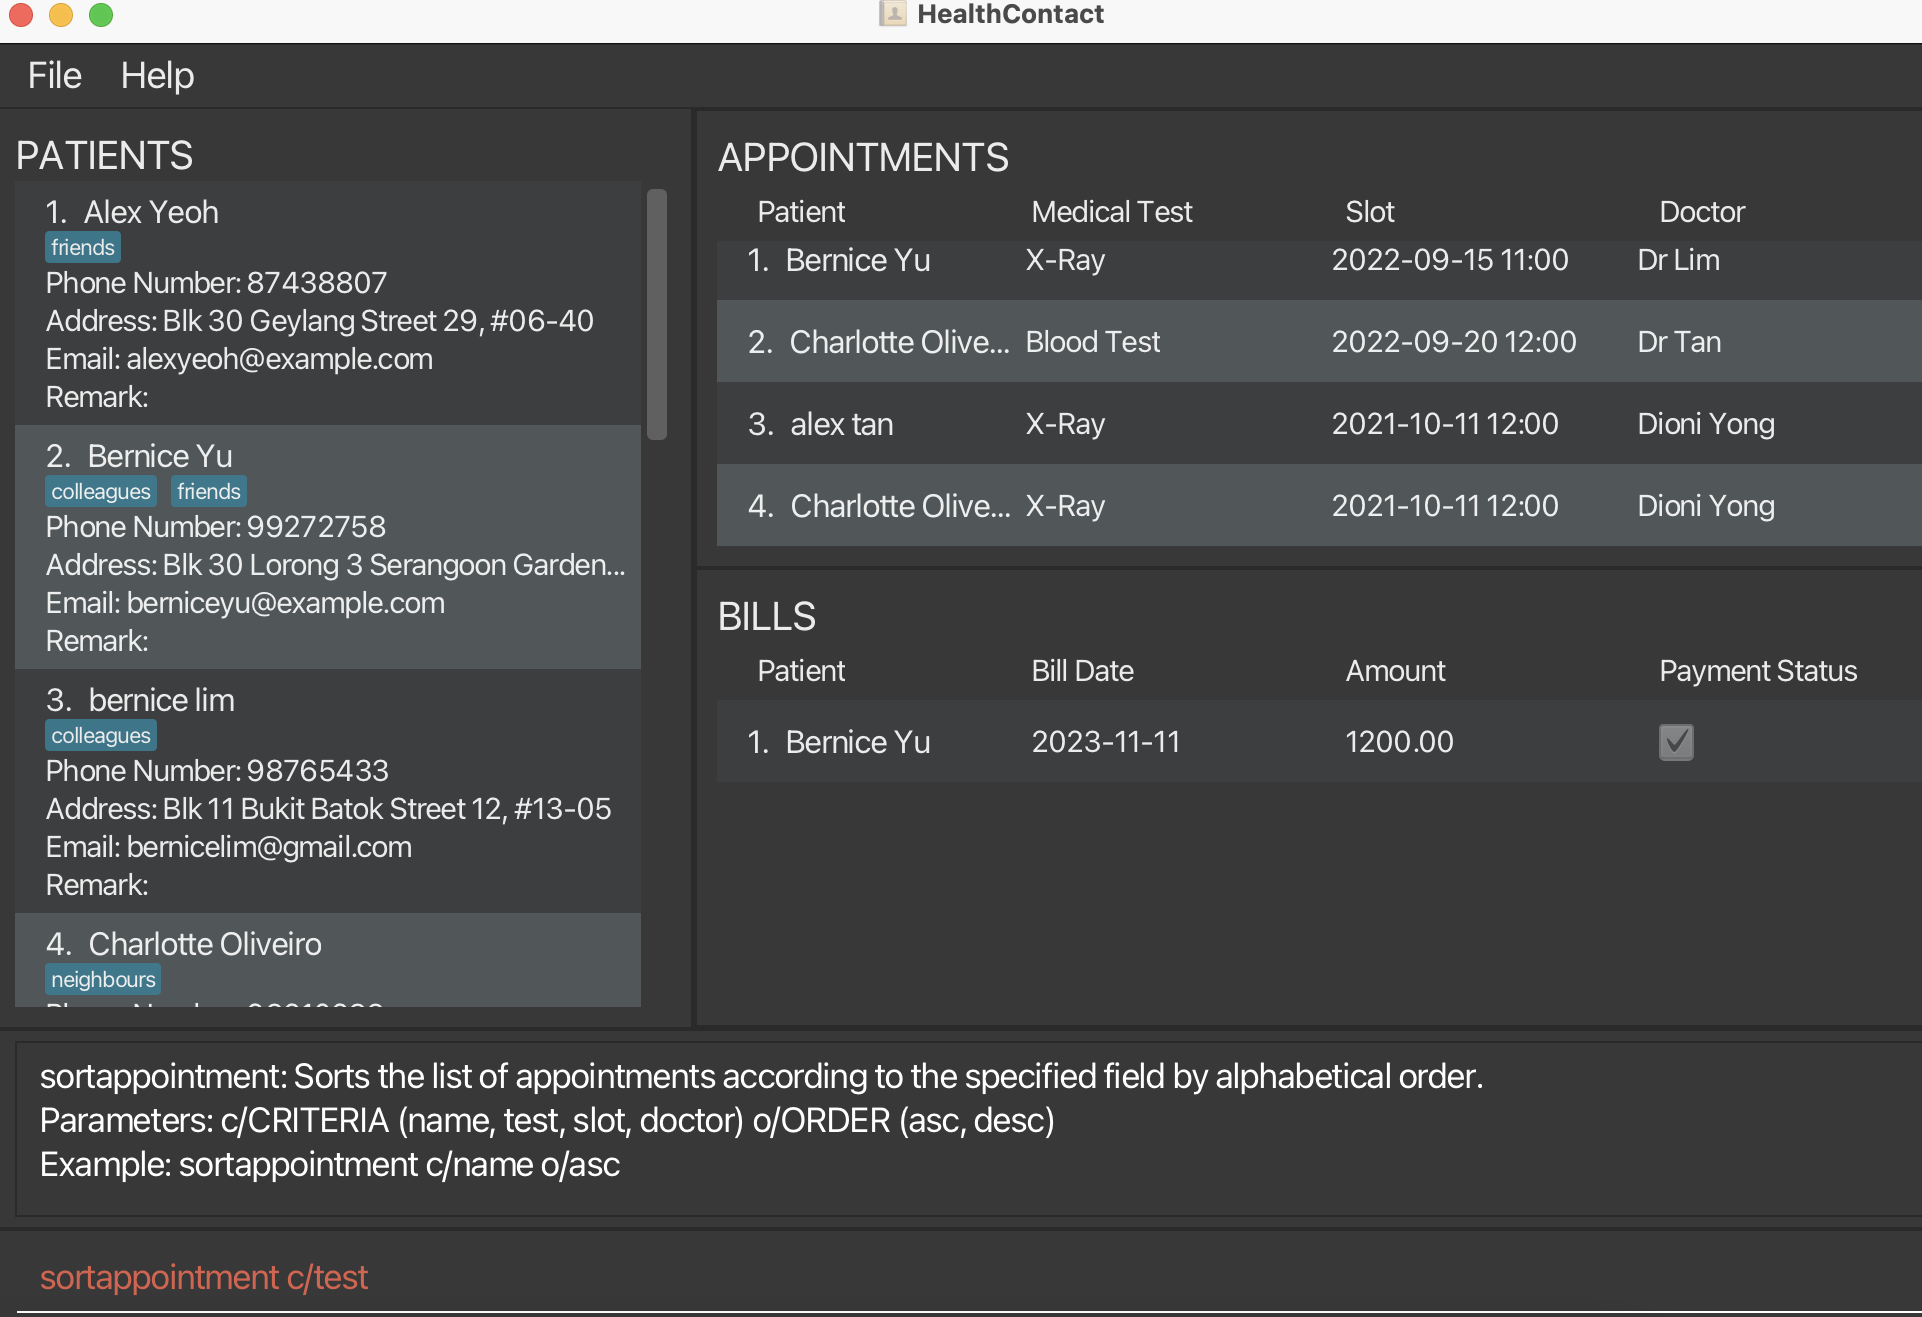 HealthContact
File Help
PATIENTS
1. Alex Yeoh
friends
Phone Number: 87438807
Address: Blk 30 Geylang Street 29, #06-40
Email: alexyeoh@example.com
Remark:
2. Bernice Yu
colleagues friends
Phone Number: 99272758
Address: Blk 30 Lorong 3 Serangoon Garden...
Email: berniceyu@example.com
Remark:
3. bernice lim
colleagues
Phone Number: 98765433
Address: Blk 11 Bukit Batok Street 12, #13-05
Email: bernicelim@gmail.com
Remark:
4. Charlotte Oliveiro
neighbours
APPOINTMENTS
Patient Medical Test Slot Doctor
1. Bernice Yu X-Ray 2022-09-15 11:00 Dr Lim
2. Charlotte Olive... Blood Test 2022-09-20 12:00 Dr Tan
3. alex tan X-Ray 2021-10-11 12:00 Dioni Yong
4. Charlotte Olive... X-Ray 2021-10-11 12:00 Dioni Yong
BILLS
Patient Bill Date Amount Payment Status
1. Bernice Yu 2023-11-11 1200.00
sortappointment: Sorts the list of appointments according to the specified field by alphabetical order.
Parameters: c/CRITERIA (name, test, slot, doctor) o/ORDER (asc, desc)
Example: sortappointment c/name o/asc
sortappointment c/test